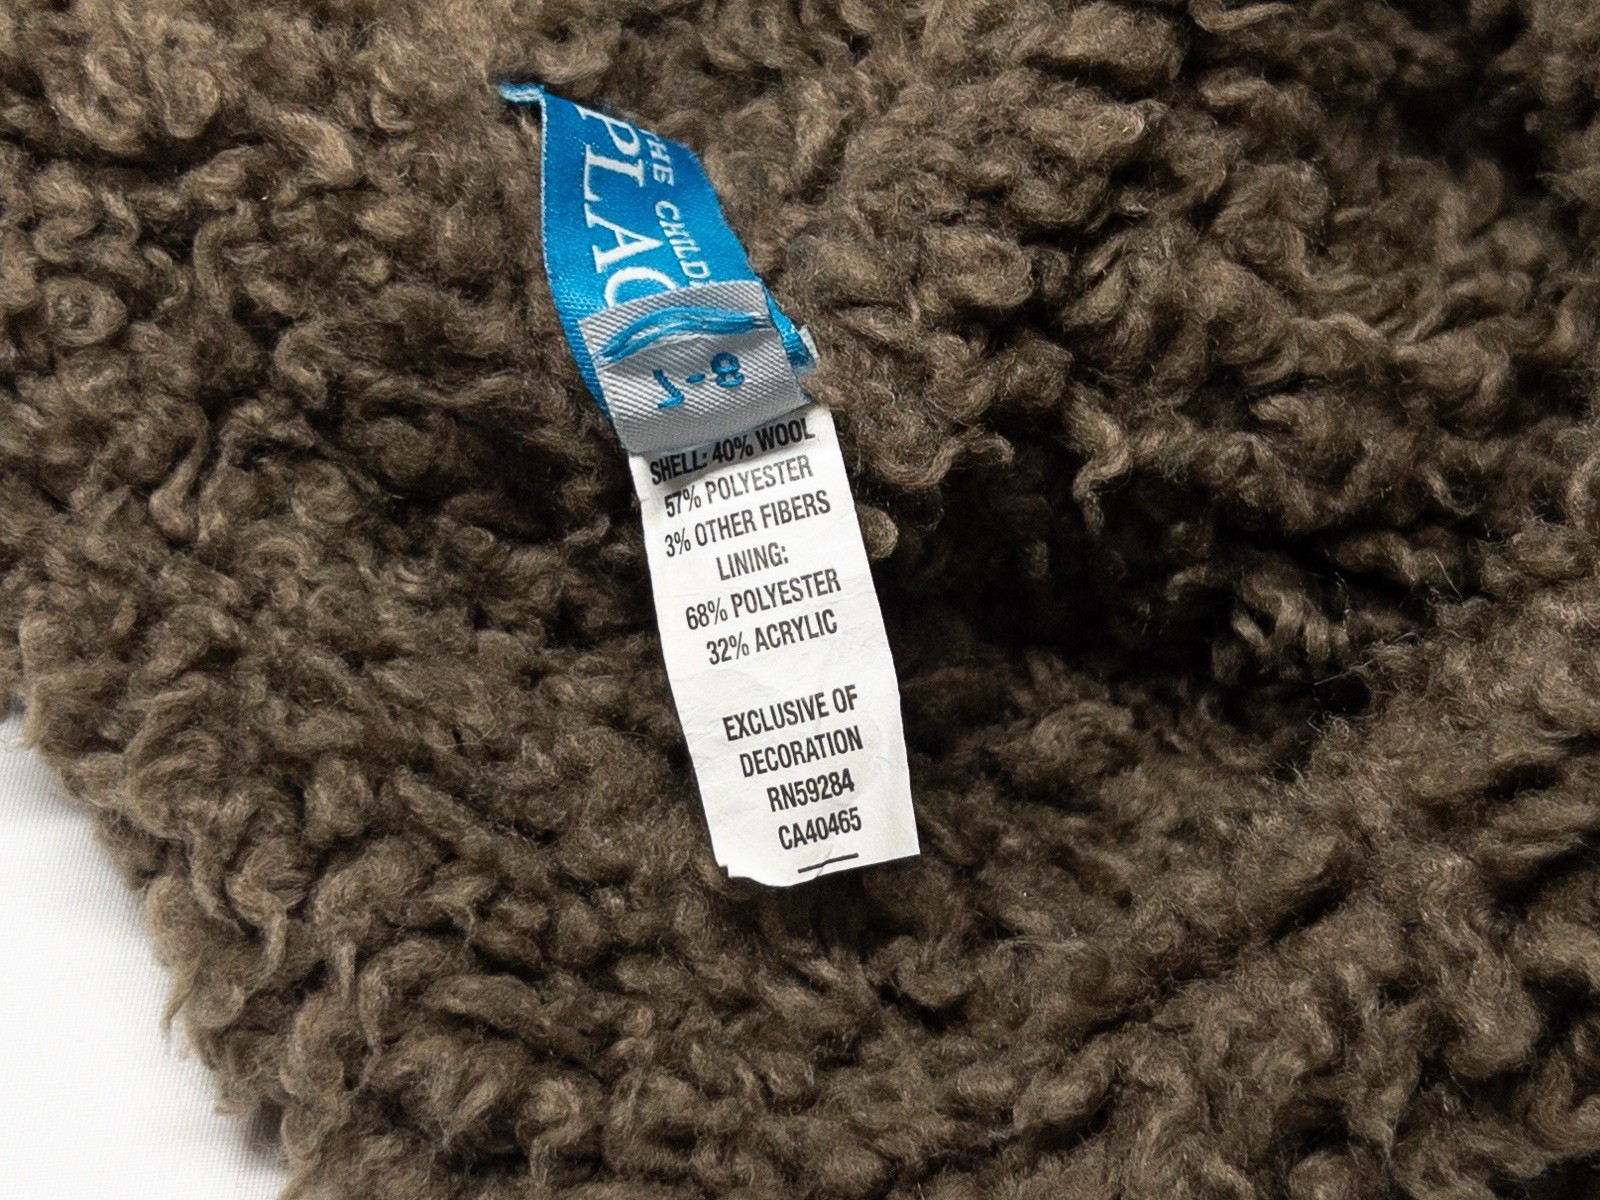 THE CHILD
PLAC
8-1
SHELL: 40% WOOL
57% POLYESTER
3% OTHER FIBERS
LINING:
68% POLYESTER
32% ACRYLIC
EXCLUSIVE OF
DECORATION
RN59284
CA40465